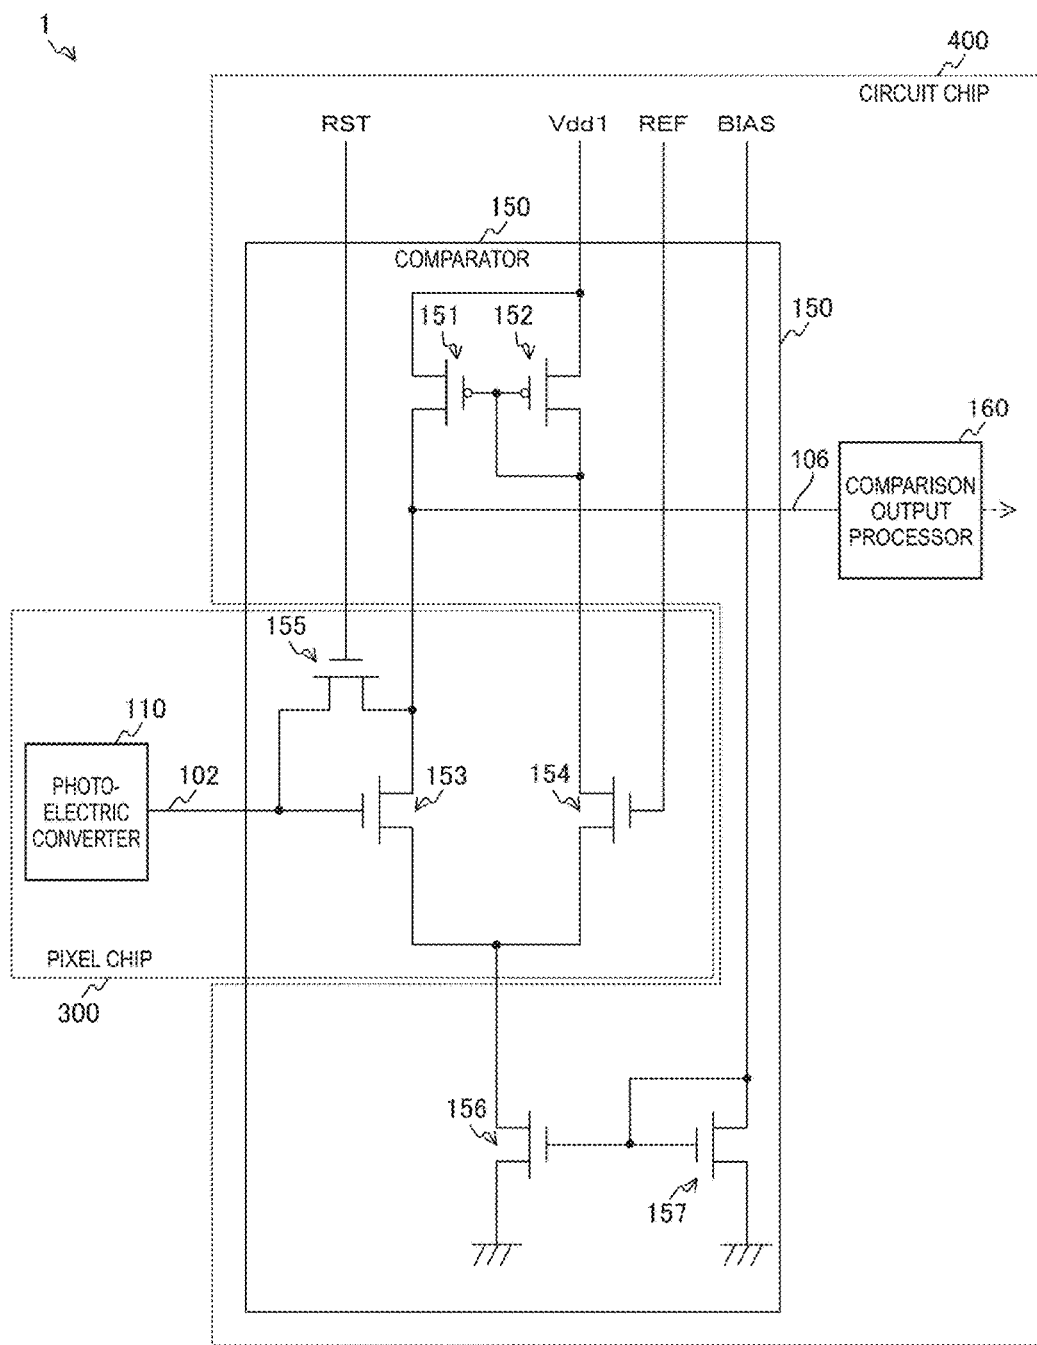 1
400
CIRCUIT CHIP
RST
Vdd1
REF
BIAS
150
COMPARATOR
151
152
150
160
106
COMPARISON
OUTPUT
PROCESSOR
155
110
PHOTO-
ELECTRIC
CONVERTER
102
153
154
PIXEL CHIP
300
156
157